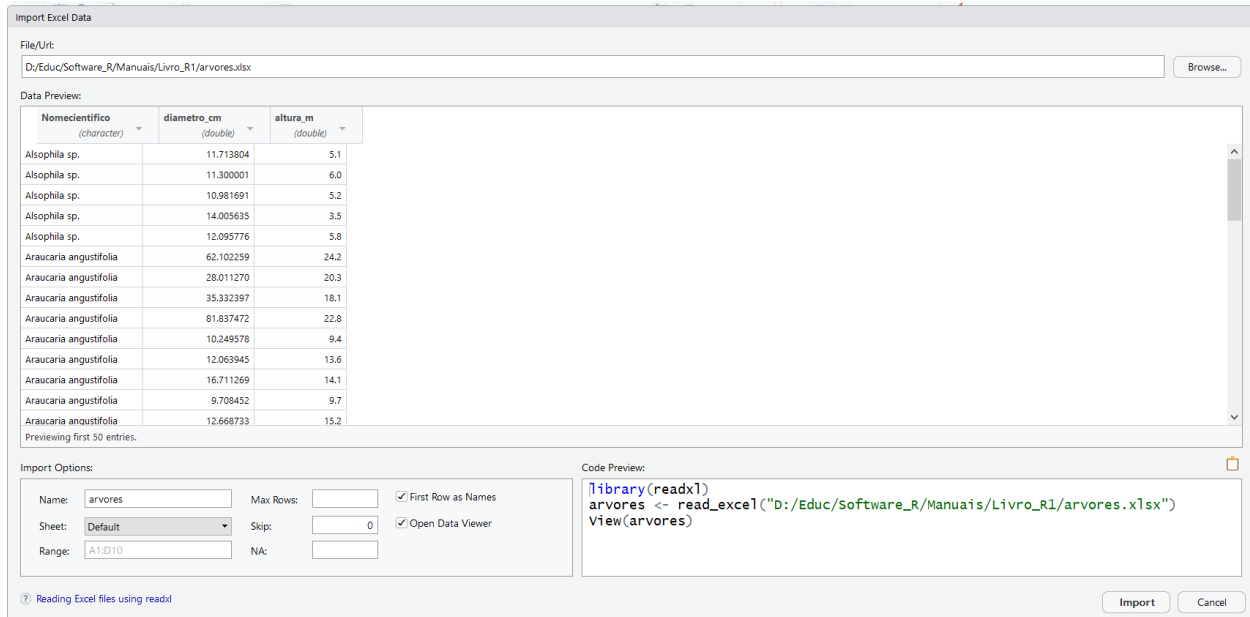 Import Excel Data
File/Url:
D:/Educ/Software_R/Manuais/Livro_R1/arvores.xlsx
Browse...
Data Preview:
Nomecientifico diametro_cm altura_m
(character) (double) (double)
Alsophila sp. 11.713804 5.1
Alsophila sp. 11.300001 6.0
Alsophila sp. 10.981691 5.2
Alsophila sp. 14.005635 3.5
Alsophila sp. 12.095776 5.8
Araucaria angustifolia 62.102259 24.2
Araucaria angustifolia 28.011270 20.3
Araucaria angustifolia 35.332397 18.1
Araucaria angustifolia 81.837472 22.8
Araucaria angustifolia 10.249578 9.4
Araucaria angustifolia 12.063945 13.6
Araucaria angustifolia 16.711269 14.1
Araucaria angustifolia 9.708452 9.7
Araucaria angustifolia 12.668733 15.2
Previewing first 50 entries.
Import Options:
Name: arvores Max Rows: First Row as Names
Sheet: Default Skip: 0 Open Data Viewer
Range: A1:D10 NA:
Code Preview:
library(readxl)
arvores <- read_excel("D:/Educ/Software_R/Manuais/Livro_R1/arvores.xlsx")
View(arvores)
? Reading Excel files using readxl
Import Cancel